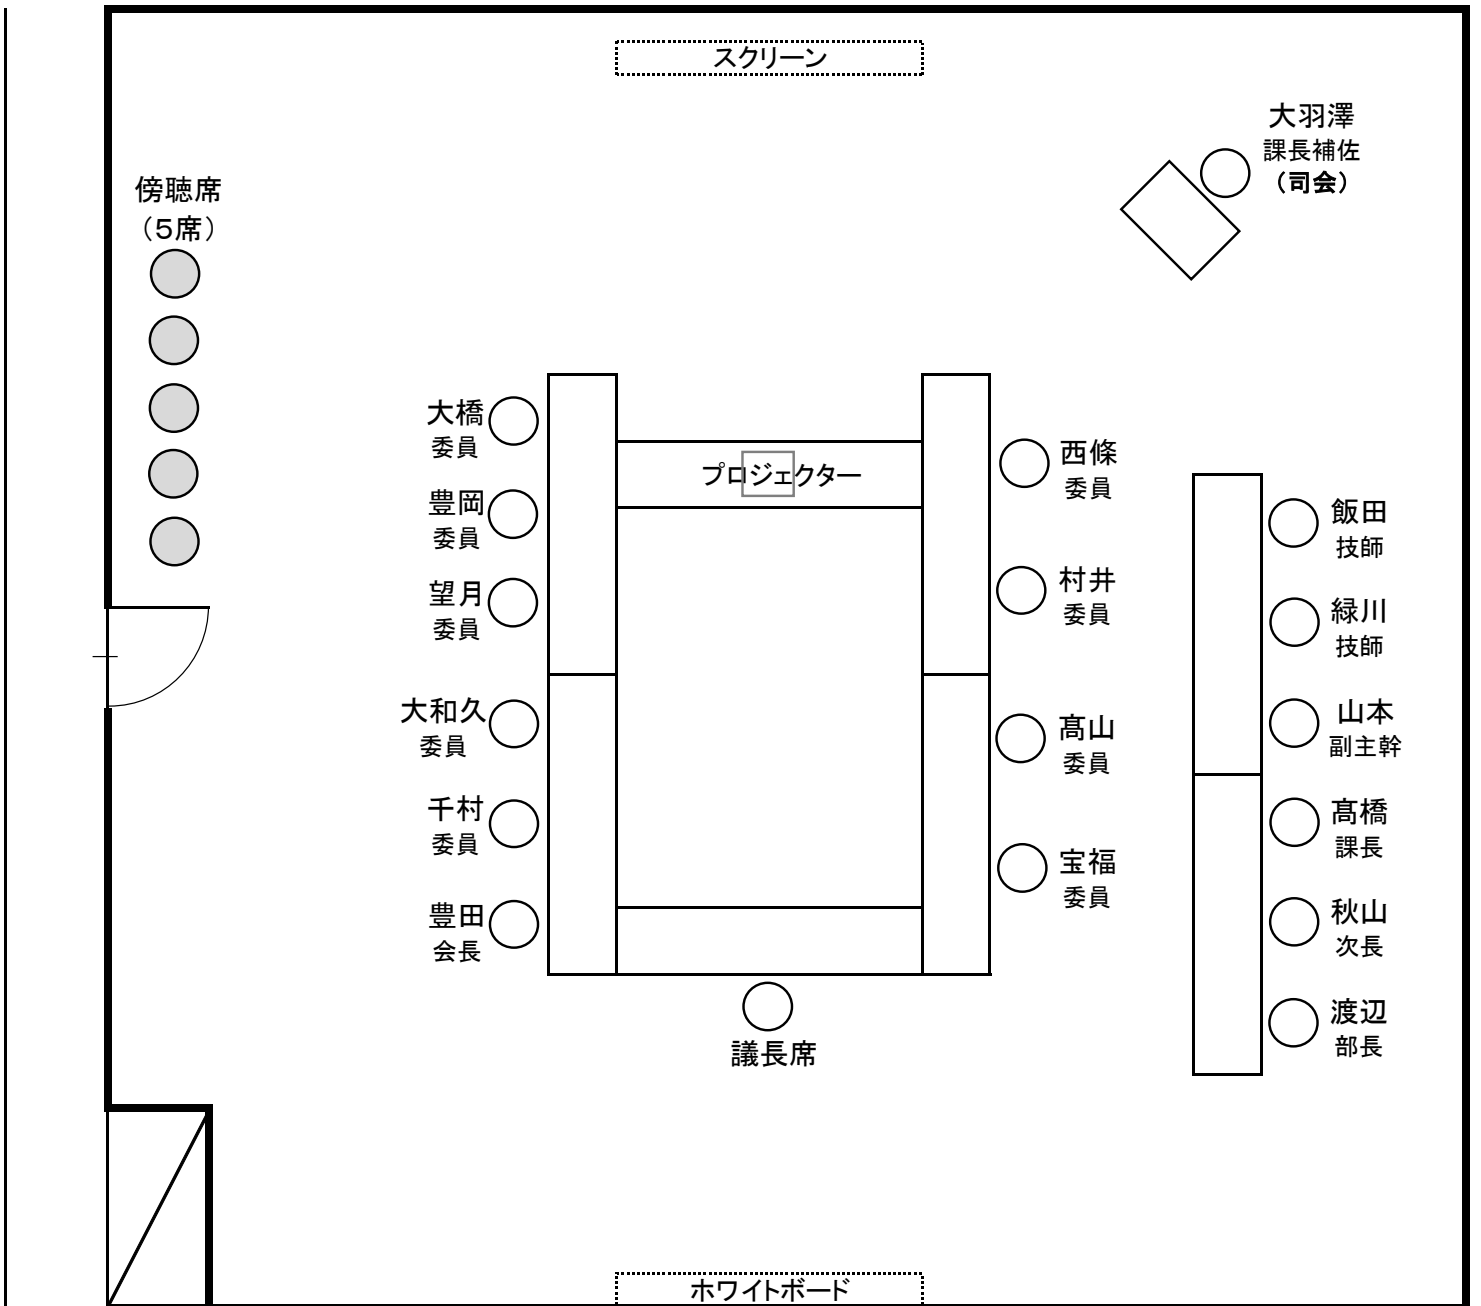 スクリーン
大羽澤
課長補佐
（司会）
傍聴席
（5席）
大橋
委員
豊岡
委員
望月
委員
大和久
委員
千村
委員
豊田
会長
プロジェクター
西條
委員
村井
委員
髙山
委員
宝福
委員
飯田
技師
緑川
技師
山本
副主幹
髙橋
課長
秋山
次長
渡辺
部長
議長席
ホワイトボード